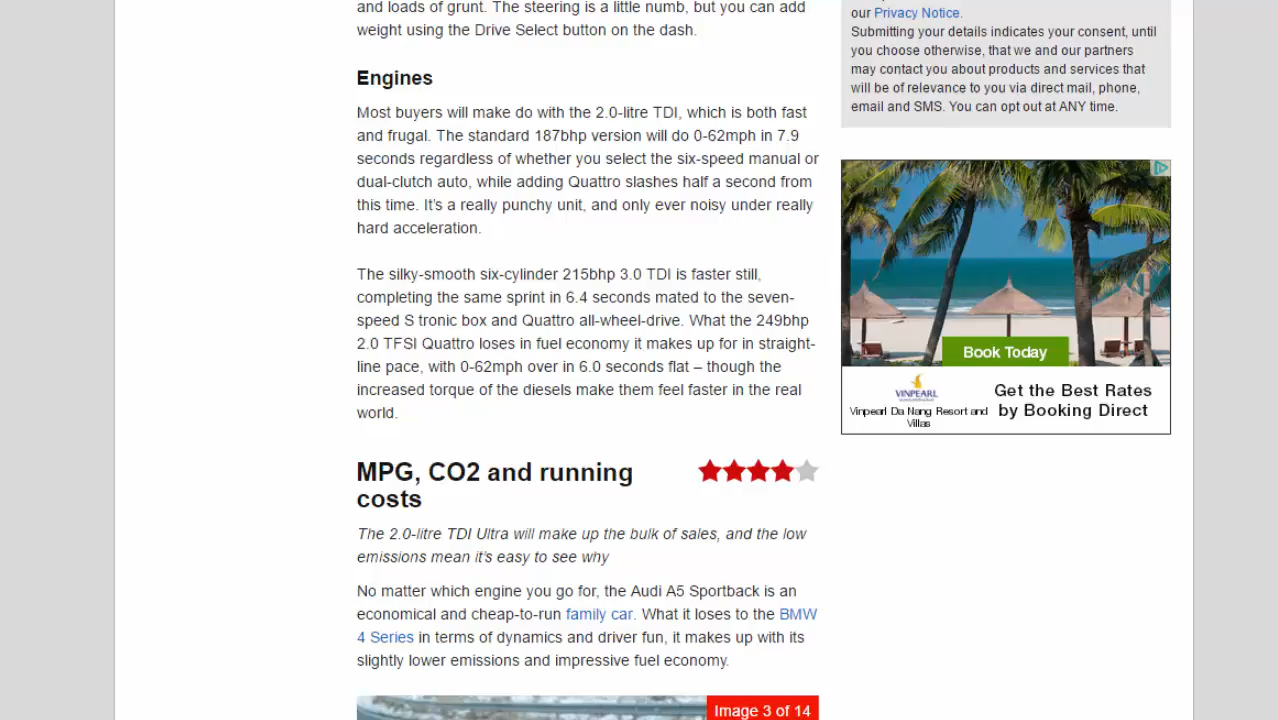 and loads of grunt. The steering is a little numb, but you can add
weight using the Drive Select button on the dash.
Engines
Most buyers will make do with the 2.0-litre TDI, which is both fast
and frugal. The standard 187bhp version will do 0-62mph in 7.9
seconds regardless of whether you select the six-speed manual or
dual-clutch auto, while adding Quattro slashes half a second from
this time. It's a really punchy unit, and only ever noisy under really
hard acceleration.
The silky-smooth six-cylinder 215bhp 3.0 TDI is faster still,
completing the same sprint in 6.4 seconds mated to the seven-
speed S tronic box and Quattro all-wheel-drive. What the 249bhp
2.0 TFSI Quattro loses in fuel economy it makes up for in straight-
line pace, with 0-62mph over in 6.0 seconds flat – though the
increased torque of the diesels make them feel faster in the real
world.
MPG, CO2 and running
costs
The 2.0-litre TDI Ultra will make up the bulk of sales, and the low
emissions mean it's easy to see why
No matter which engine you go for, the Audi A5 Sportback is an
economical and cheap-to-run family car. What it loses to the BMW
4 Series in terms of dynamics and driver fun, it makes up with its
slightly lower emissions and impressive fuel economy.
Image 3 of 14
our Privacy Notice.
Submitting your details indicates your consent, until
you choose otherwise, that we and our partners
may contact you about products and services that
will be of relevance to you via direct mail, phone,
email and SMS. You can opt out at ANY time.
Book Today
VINPEARL
Vinpearl Da Nang Resort and
Villas
Get the Best Rates
by Booking Direct